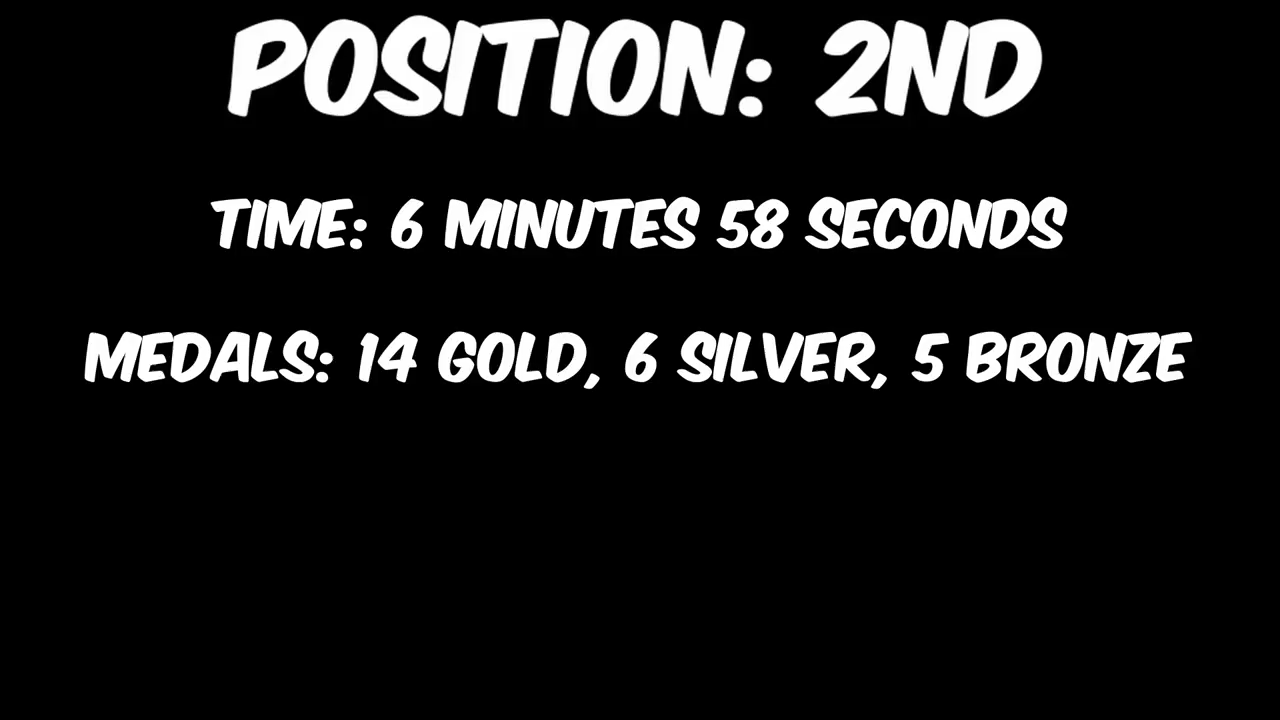 POSITION: 2ND
TIME: 6 MINUTES 58 SECONDS
MEDALS: 14 GOLD, 6 SILVER, 5 BRONZE